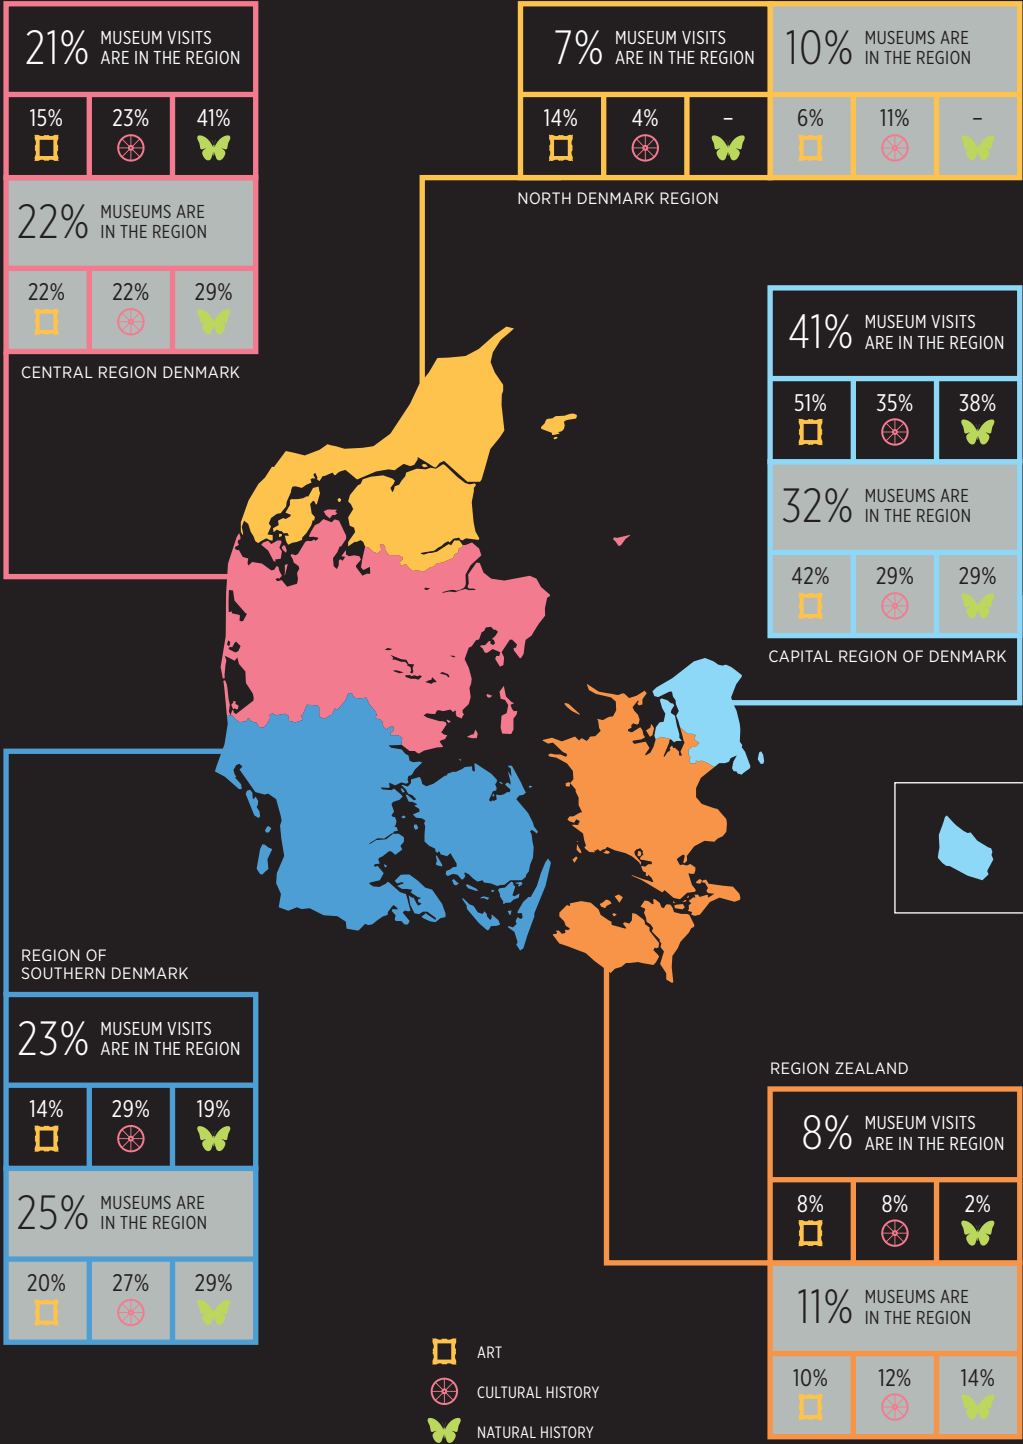 21% MUSEUM VISITS
ARE IN THE REGION
15% 23% 41%
22% MUSEUMS ARE
IN THE REGION
22% 22% 29%
CENTRAL REGION DENMARK
7% MUSEUM VISITS
ARE IN THE REGION
14% 4% –
10% MUSEUMS ARE
IN THE REGION
6% 11% –
NORTH DENMARK REGION
41% MUSEUM VISITS
ARE IN THE REGION
51% 35% 38%
32% MUSEUMS ARE
IN THE REGION
42% 29% 29%
CAPITAL REGION OF DENMARK
REGION OF
SOUTHERN DENMARK
23% MUSEUM VISITS
ARE IN THE REGION
14% 29% 19%
25% MUSEUMS ARE
IN THE REGION
20% 27% 29%
REGION ZEALAND
8% MUSEUM VISITS
ARE IN THE REGION
8% 8% 2%
11% MUSEUMS ARE
IN THE REGION
10% 12% 14%
ART
CULTURAL HISTORY
NATURAL HISTORY